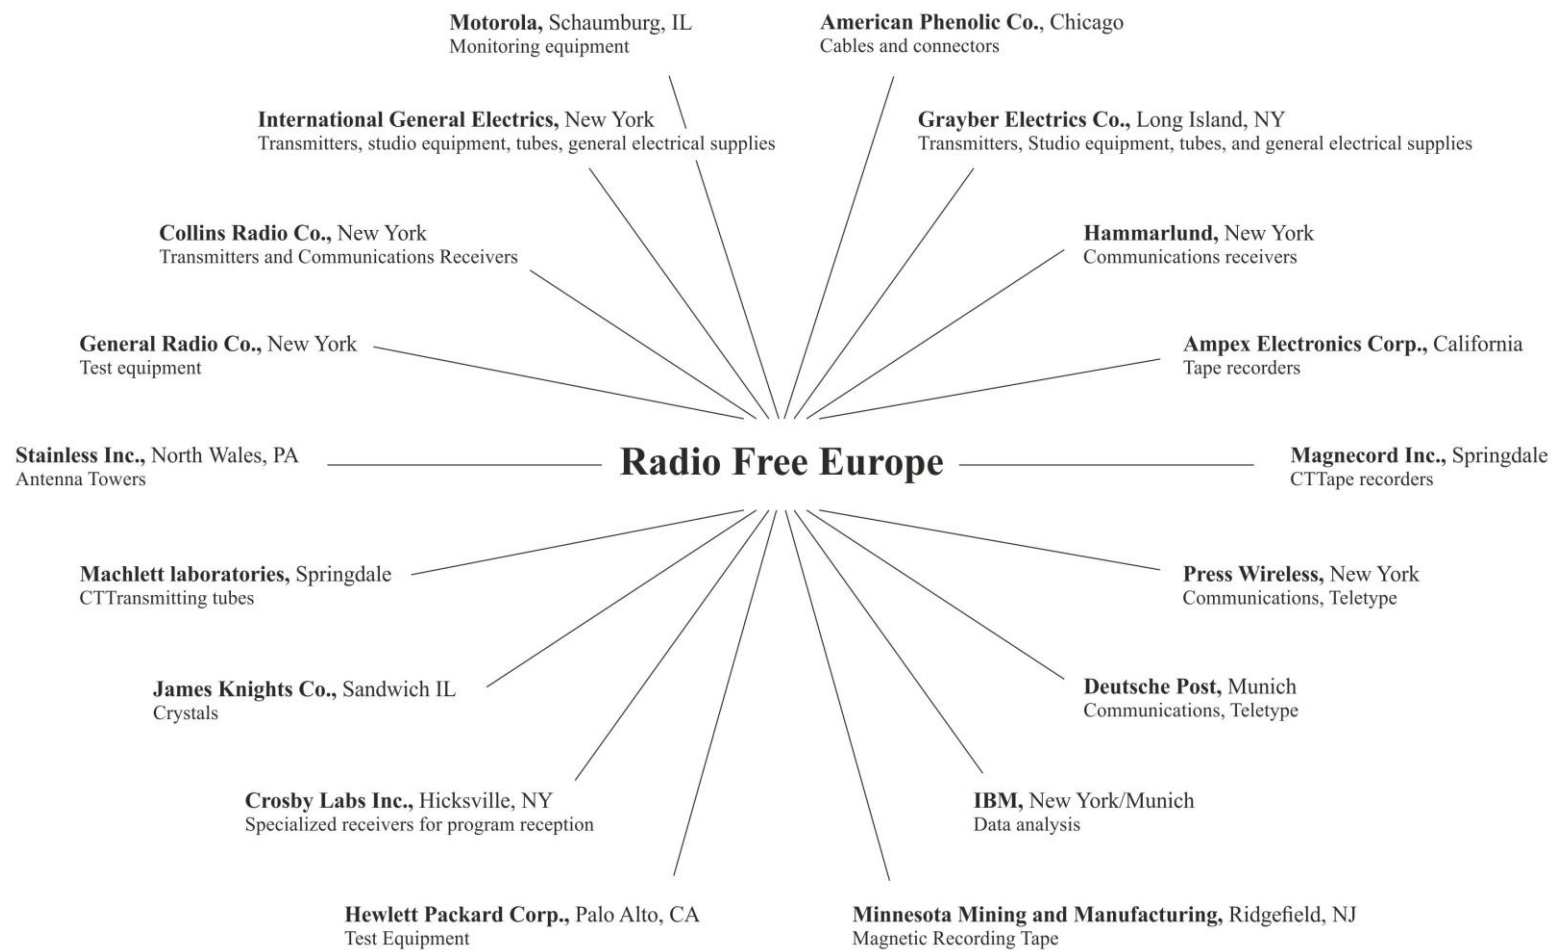 Motorola, Schaumburg, IL
Monitoring equipment
American Phenolic Co., Chicago
Cables and connectors
International General Electrics, New York
Transmitters, studio equipment, tubes, general electrical supplies
Grayber Electrics Co., Long Island, NY
Transmitters, Studio equipment, tubes, and general electrical supplies
Collins Radio Co., New York
Transmitters and Communications Receivers
Hammarlund, New York
Communications receivers
General Radio Co., New York
Test equipment
Ampex Electronics Corp., California
Tape recorders
Stainless Inc., North Wales, PA
Antenna Towers
Radio Free Europe
Magnecord Inc., Springdale
CTTape recorders
Machlett laboratories, Springdale
CTTransmitting tubes
Press Wireless, New York
Communications, Teletype
James Knights Co., Sandwich IL
Crystals
Deutsche Post, Munich
Communications, Teletype
Crosby Labs Inc., Hicksville, NY
Specialized receivers for program reception
IBM, New York/Munich
Data analysis
Hewlett Packard Corp., Palo Alto, CA
Test Equipment
Minnesota Mining and Manufacturing, Ridgefield, NJ
Magnetic Recording Tape